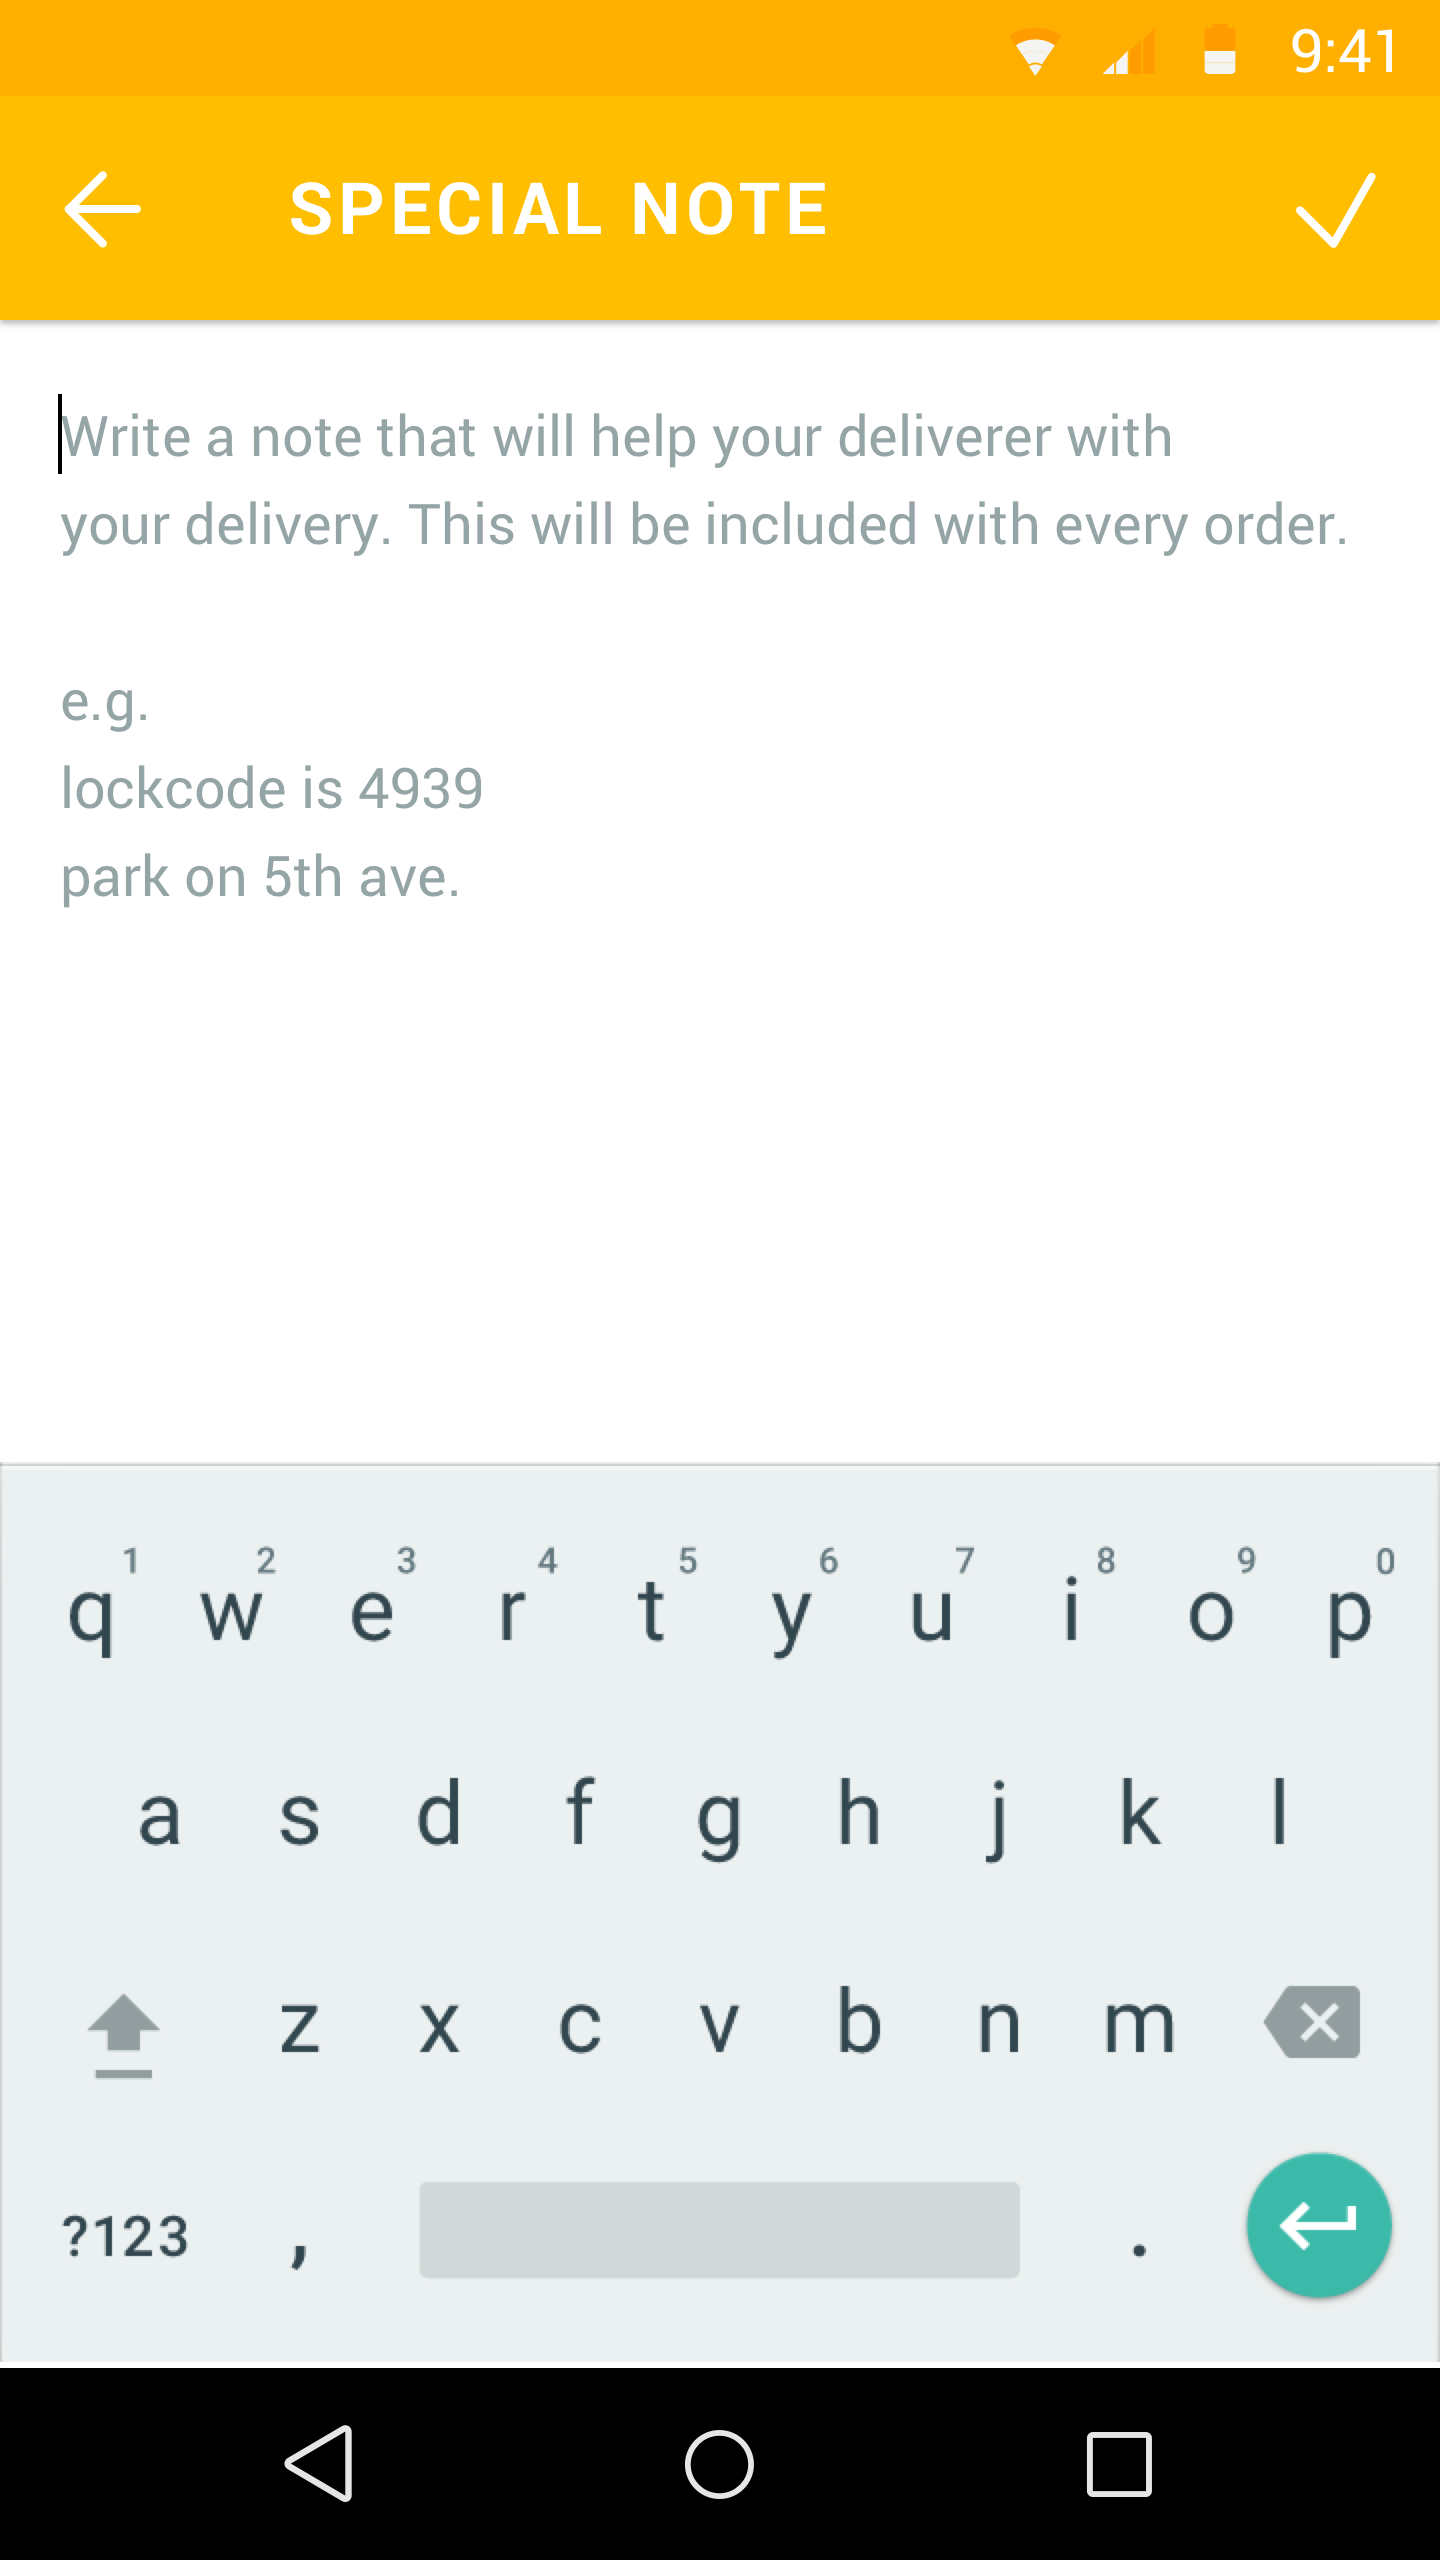 9:41
SPECIAL NOTE
Write a note that will help your deliverer with
your delivery. This will be included with every order.
e.g.
lockcode is 4939
park on 5th ave.
1 2 3 4 5 6 7 8 9 0
q w e r t y u i o p
a s d f g h j k l
z x c v b n m
?123 , .